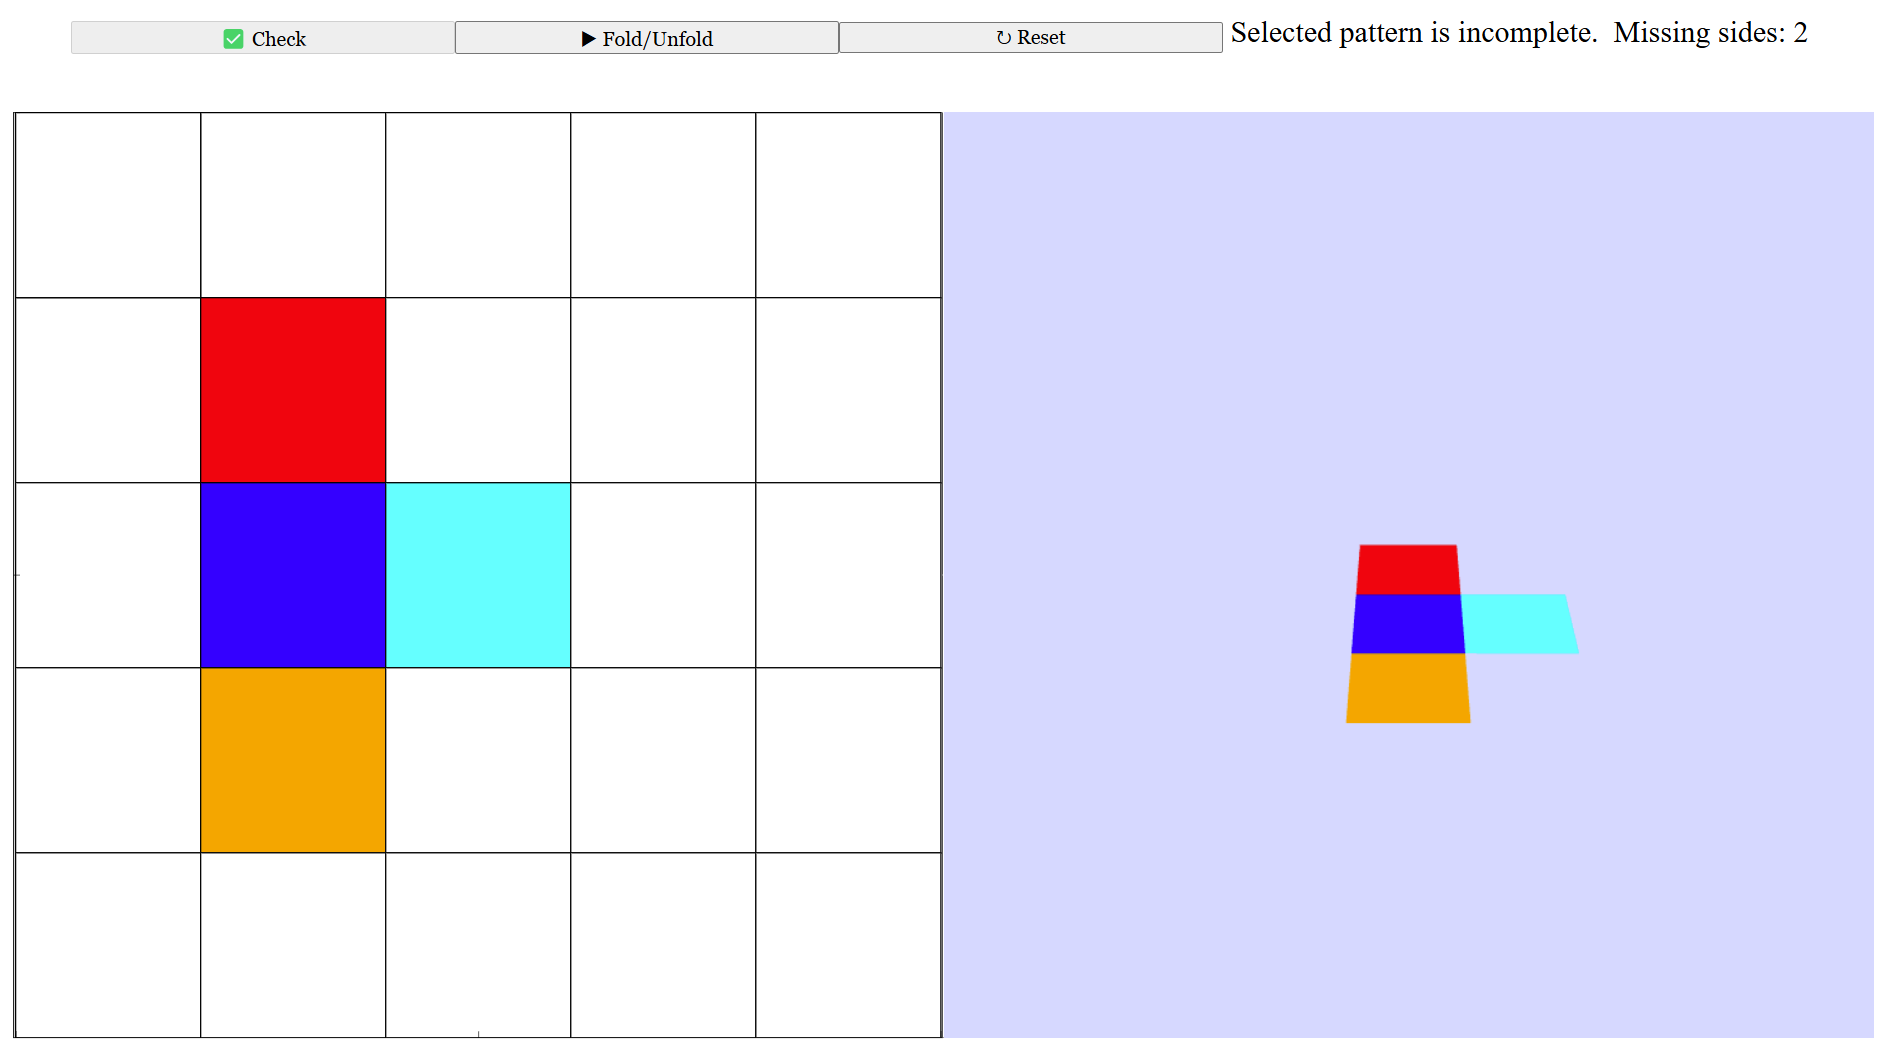 ✅ Check ▶ Fold/Unfold ↻ Reset Selected pattern is incomplete. Missing sides: 2